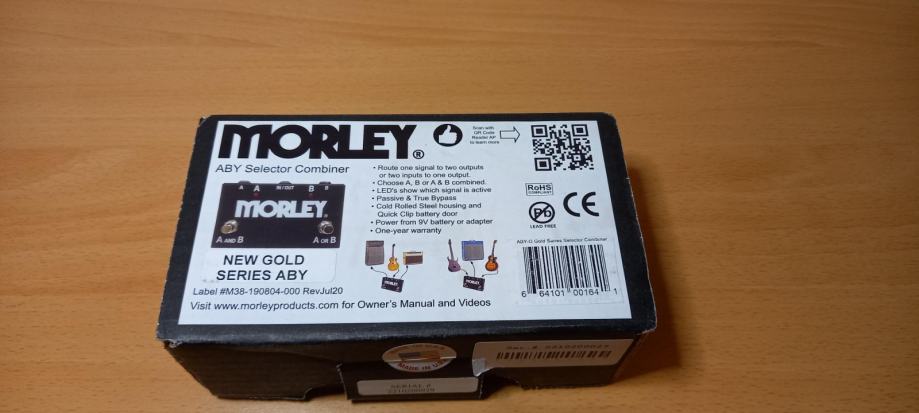 MORLEY®
ABY Selector Combiner
Scan with
QR Code
Reader AP
to learn more
• Route one signal to two outputs
or two inputs to one output.
• Choose A, B or A & B combined.
• LED's show which signal is active
• Passive & True Bypass
• Cold Rolled Steel housing and
Quick Clip battery door
• Power from 9V battery or adapter
• One-year warranty
A A IN/OUT B B
MORLEY
A AND B A OR B
NEW GOLD
SERIES ABY
RoHS
COMPLIANT
Pb
LEAD FREE
CE
ABY-G Gold Series Selector Combiner
6 64101 00164 1
Label #M38-190804-000 RevJul20
Visit www.morleyproducts.com for Owner's Manual and Videos
MADE IN
SERIAL #